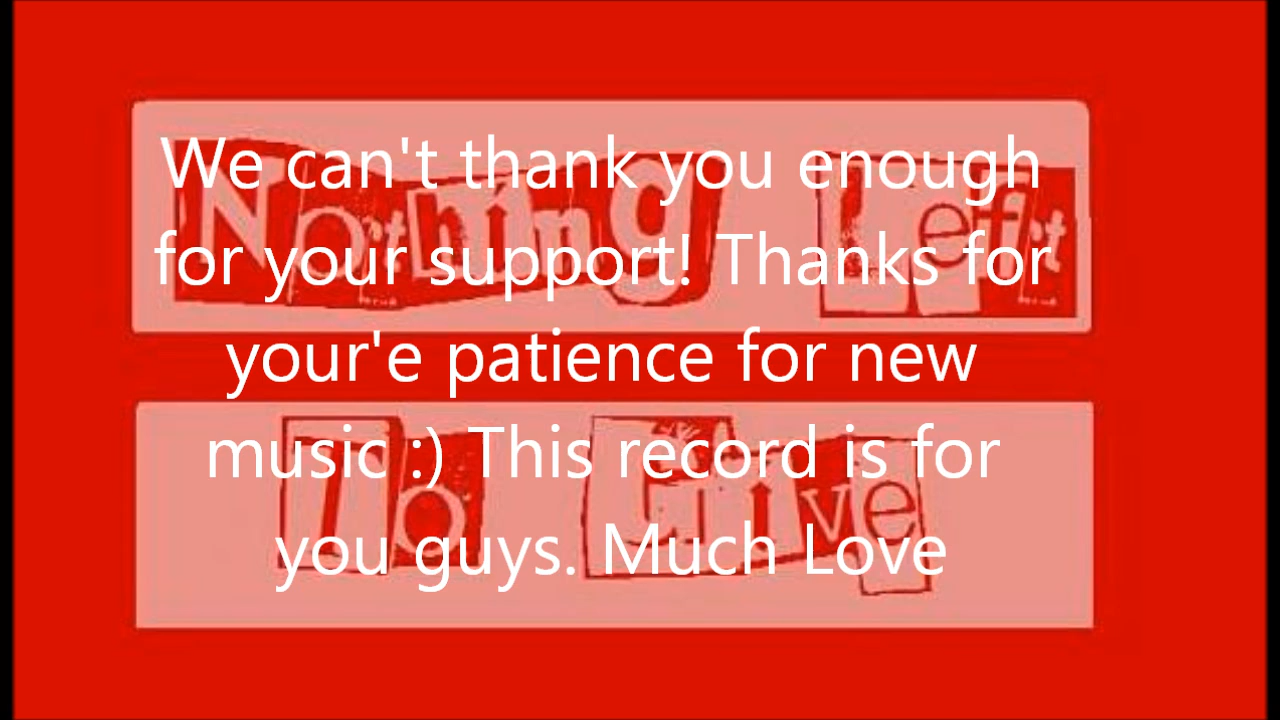 We can't thank you enough
for your support! Thanks for
your'e patience for new
music :) This record is for
you guys. Much Love
Nothing Left
To Give